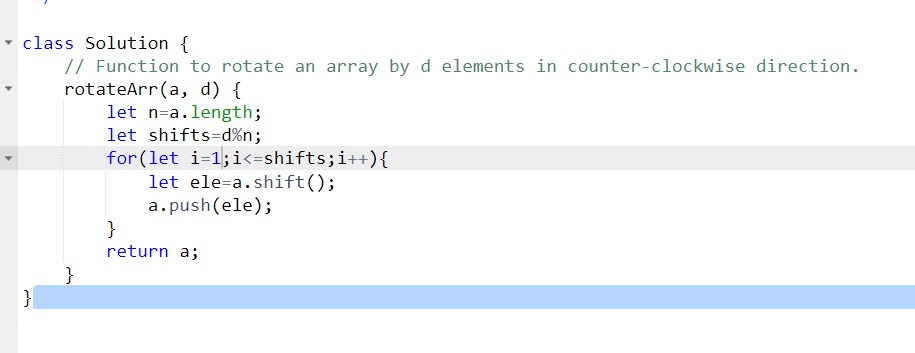 class Solution {
// Function to rotate an array by d elements in counter-clockwise direction.
rotateArr(a, d) {
let n=a.length;
let shifts=d%n;
for(let i=1;i<=shifts;i++){
let ele=a.shift();
a.push(ele);
}
return a;
}
}